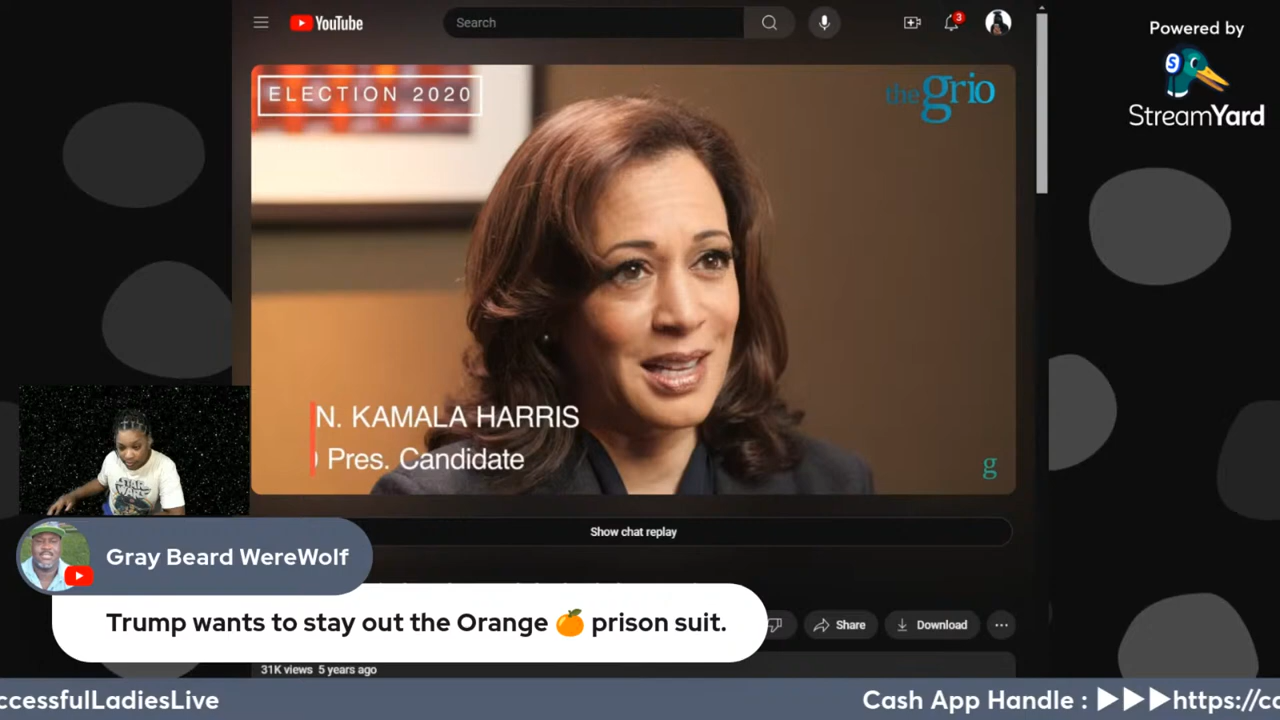 YouTube
Search
3
Powered by
S
StreamYard
ELECTION 2020
thegrio
N. KAMALA HARRIS
Pres. Candidate
g
STAR
WARS
Show chat replay
Gray Beard WereWolf
Trump wants to stay out the Orange 🍊 prison suit.
Share
Download
31K views 5 years ago
ccessfulLadiesLive
Cash App Handle : ▶▶▶https://ca